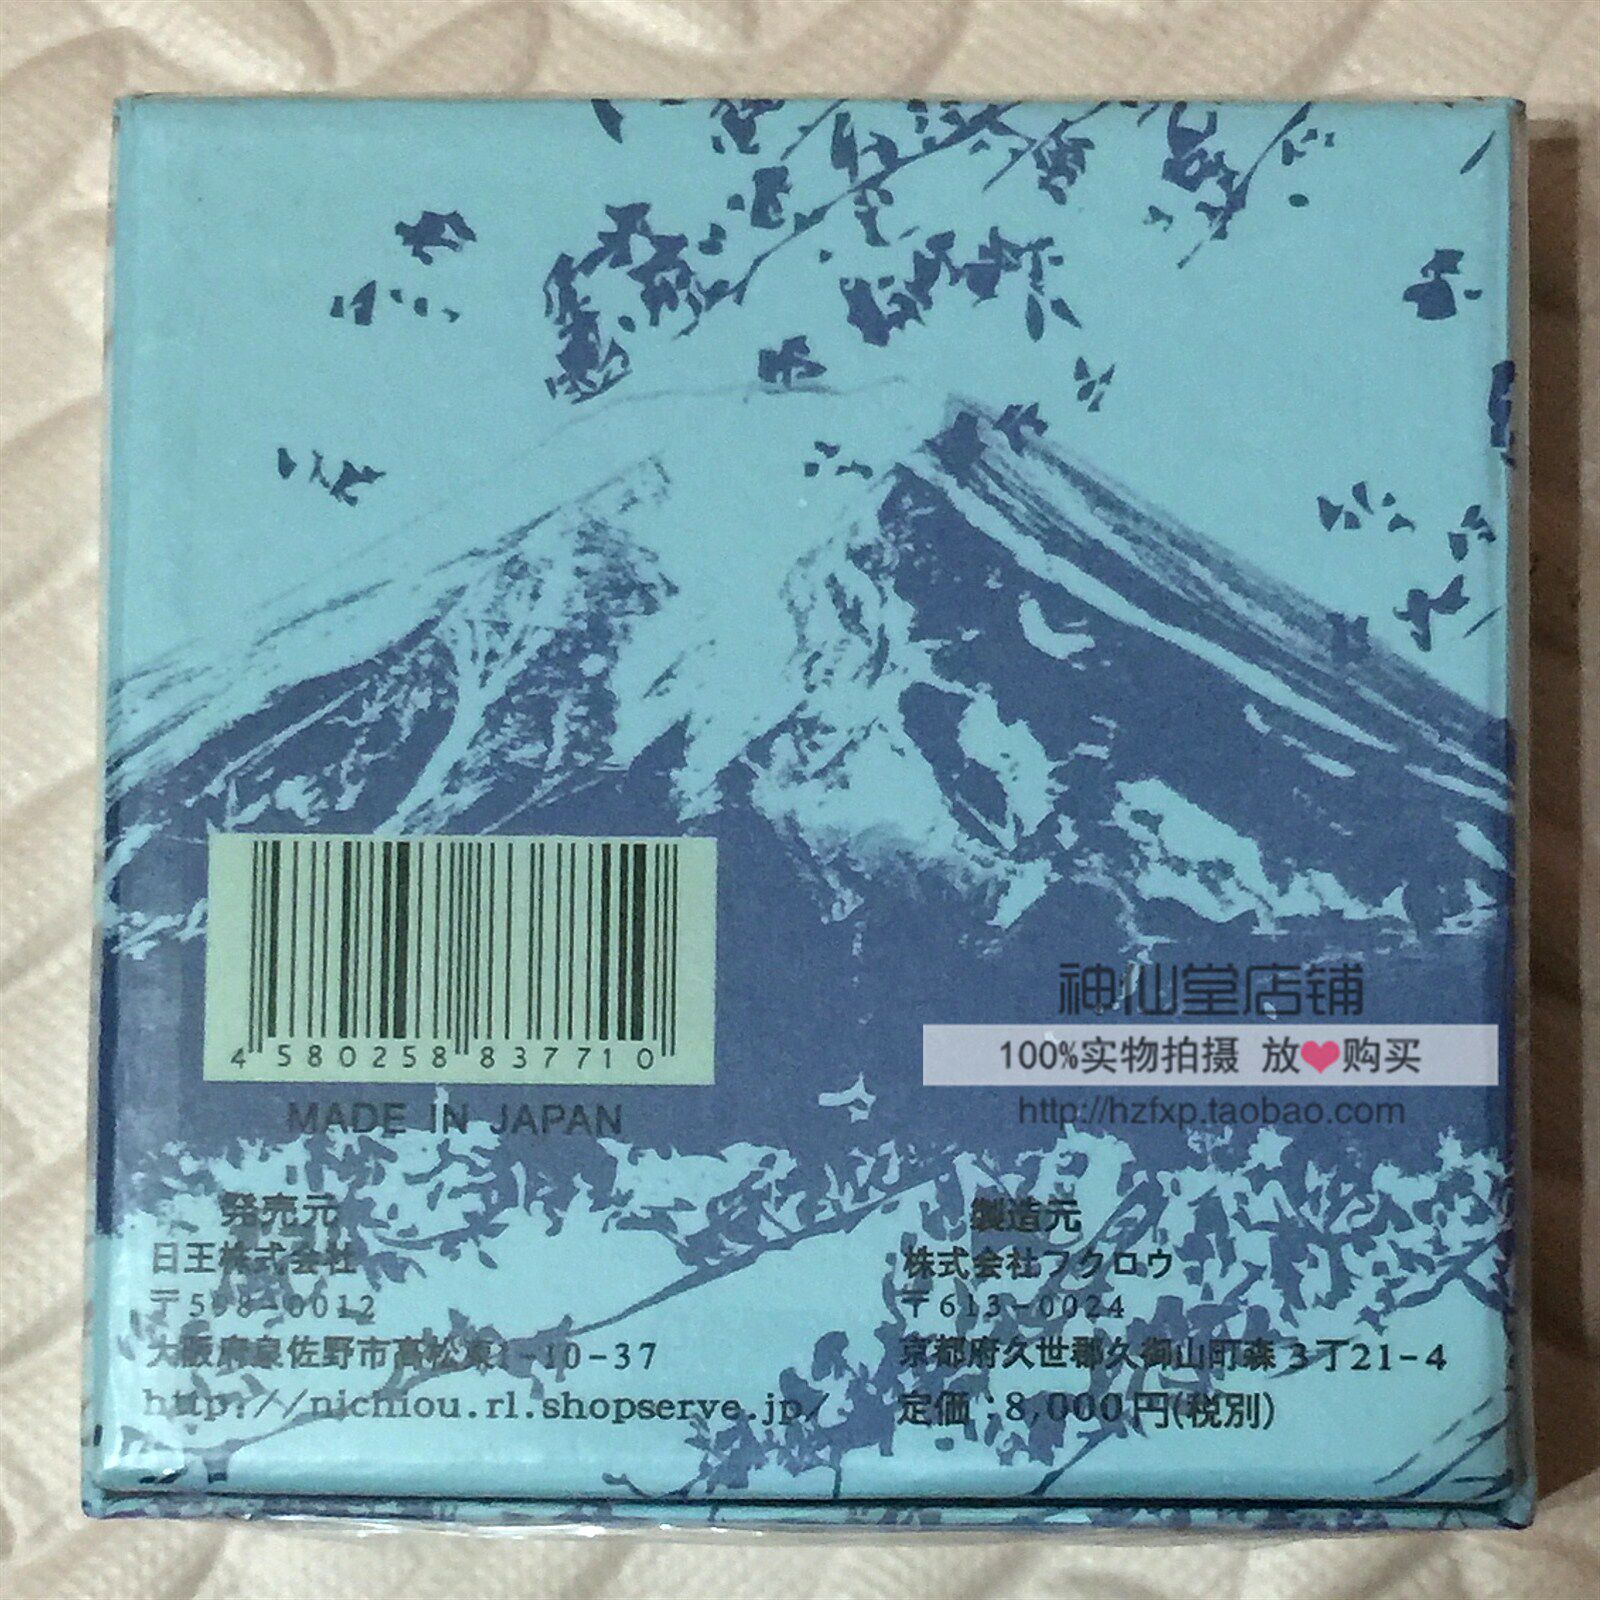 4 580258 837710
MADE IN JAPAN
神仙堂店铺
100%实物拍摄 放❤购买
http://hzfxp.taobao.com
発売元
日王株式会社
〒598-0012
大阪府泉佐野市高松東1-10-37
http://nichiou.rl.shopserve.jp/
製造元
株式会社フクロウ
〒613-0024
京都府久世郡久御山町森3丁21-4
定価:8,000円(税別)